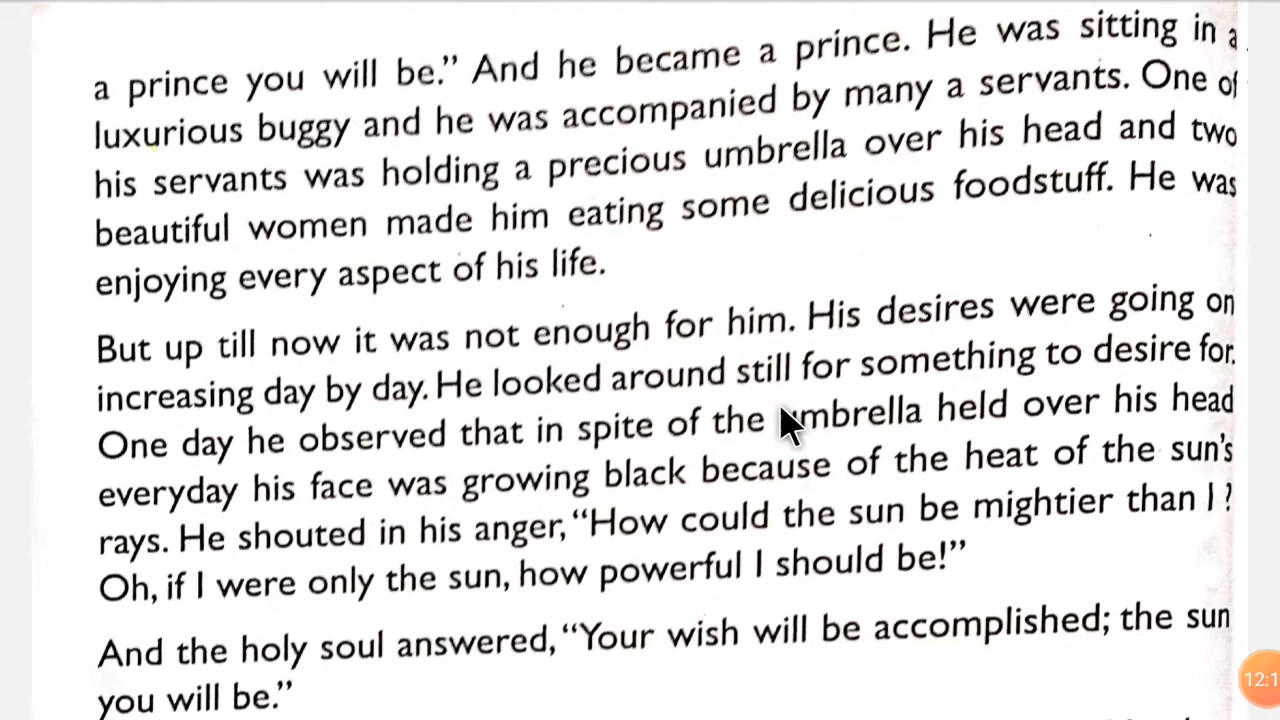 a prince you will be.” And he became a prince. He was sitting in a
luxurious buggy and he was accompanied by many a servants. One of
his servants was holding a precious umbrella over his head and two
beautiful women made him eating some delicious foodstuff. He was
enjoying every aspect of his life.
But up till now it was not enough for him. His desires were going on
increasing day by day. He looked around still for something to desire for.
One day he observed that in spite of the umbrella held over his head
everyday his face was growing black because of the heat of the sun’s
rays. He shouted in his anger, “How could the sun be mightier than I ?
Oh, if I were only the sun, how powerful I should be!”
And the holy soul answered, “Your wish will be accomplished; the sun
you will be.”
12:1